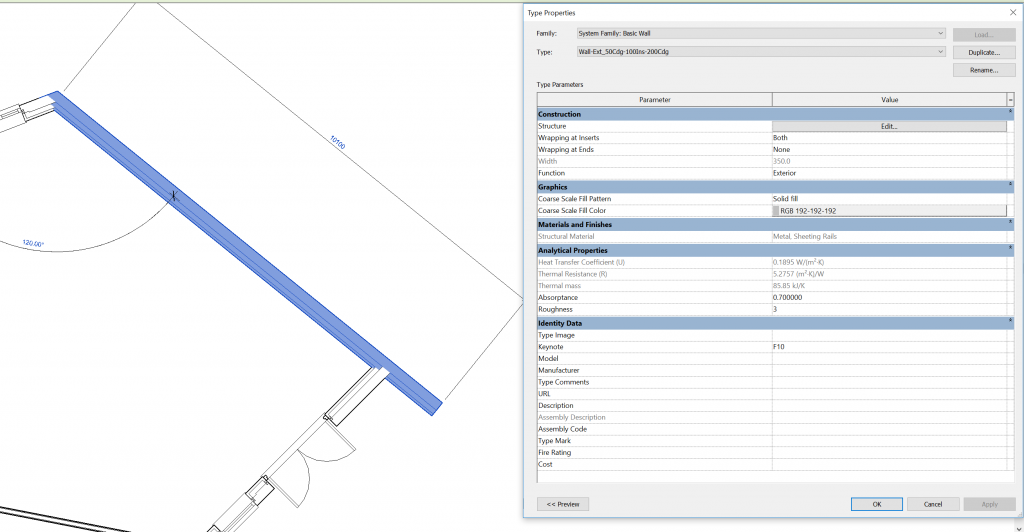 Type Properties
Family: System Family: Basic Wall Load...
Type: Wall-Ext_50Cdg-100Ins-200Cdg Duplicate...
Rename...
Type Parameters
Parameter Value
Construction
Structure Edit...
Wrapping at Inserts Both
Wrapping at Ends None
Width 350.0
Function Exterior
Graphics
Coarse Scale Fill Pattern Solid fill
Coarse Scale Fill Color RGB 192-192-192
Materials and Finishes
Structural Material Metal, Sheeting Rails
Analytical Properties
Heat Transfer Coefficient (U) 0.1895 W/(m²·K)
Thermal Resistance (R) 5.2757 (m²·K)/W
Thermal mass 85.85 kJ/K
Absorptance 0.700000
Roughness 3
Identity Data
Type Image
Keynote F10
Model
Manufacturer
Type Comments
URL
Description
Assembly Description
Assembly Code
Type Mark
Fire Rating
Cost
<< Preview OK Cancel Apply
10100
120.00°